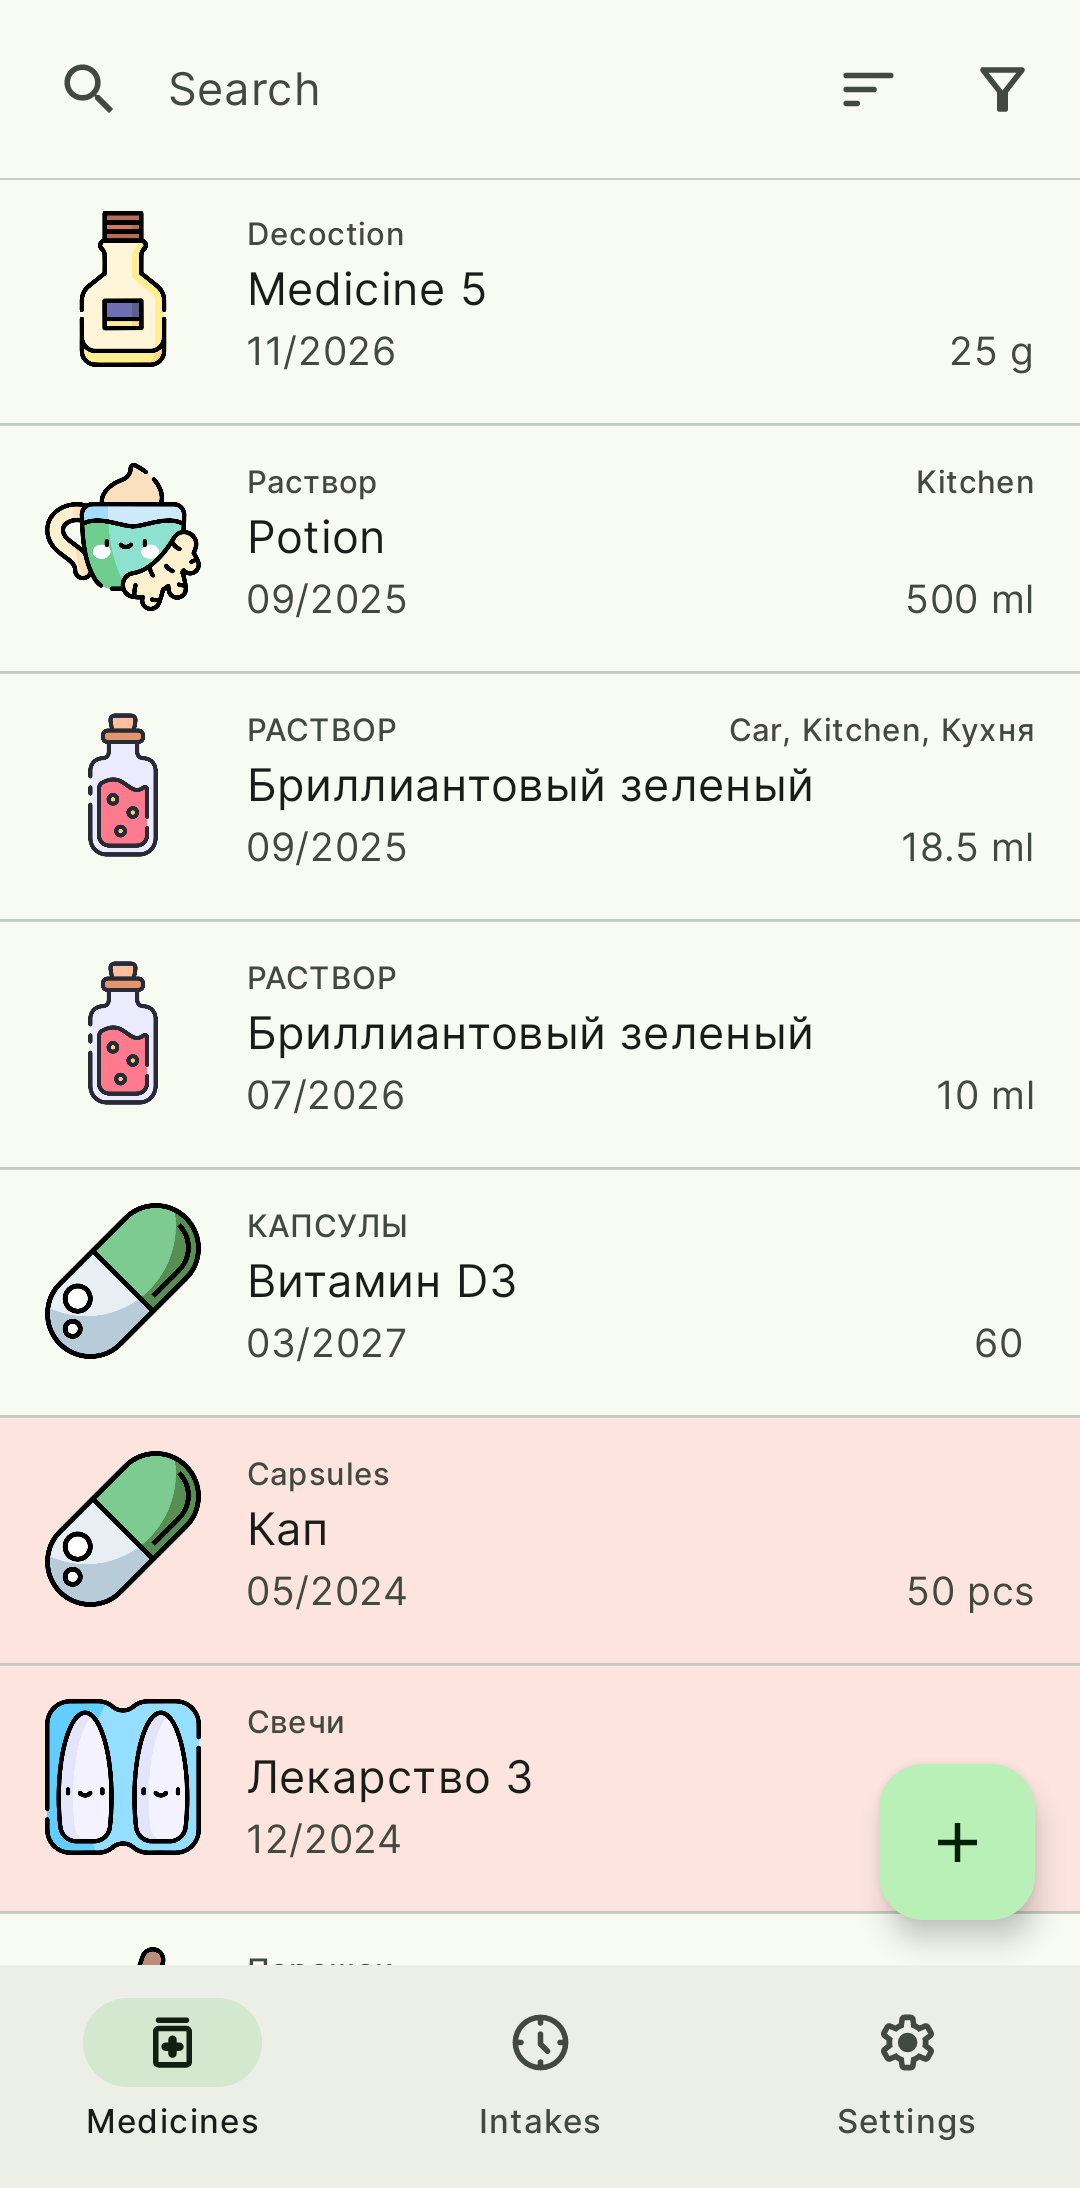 Search
Decoction
Medicine 5
11/2026 25 g
Раствор Kitchen
Potion
09/2025 500 ml
РАСТВОР Car, Kitchen, Кухня
Бриллиантовый зеленый
09/2025 18.5 ml
РАСТВОР
Бриллиантовый зеленый
07/2026 10 ml
КАПСУЛЫ
Витамин D3
03/2027 60
Capsules
Кап
05/2024 50 pcs
Свечи
Лекарство 3
12/2024
Medicines Intakes Settings